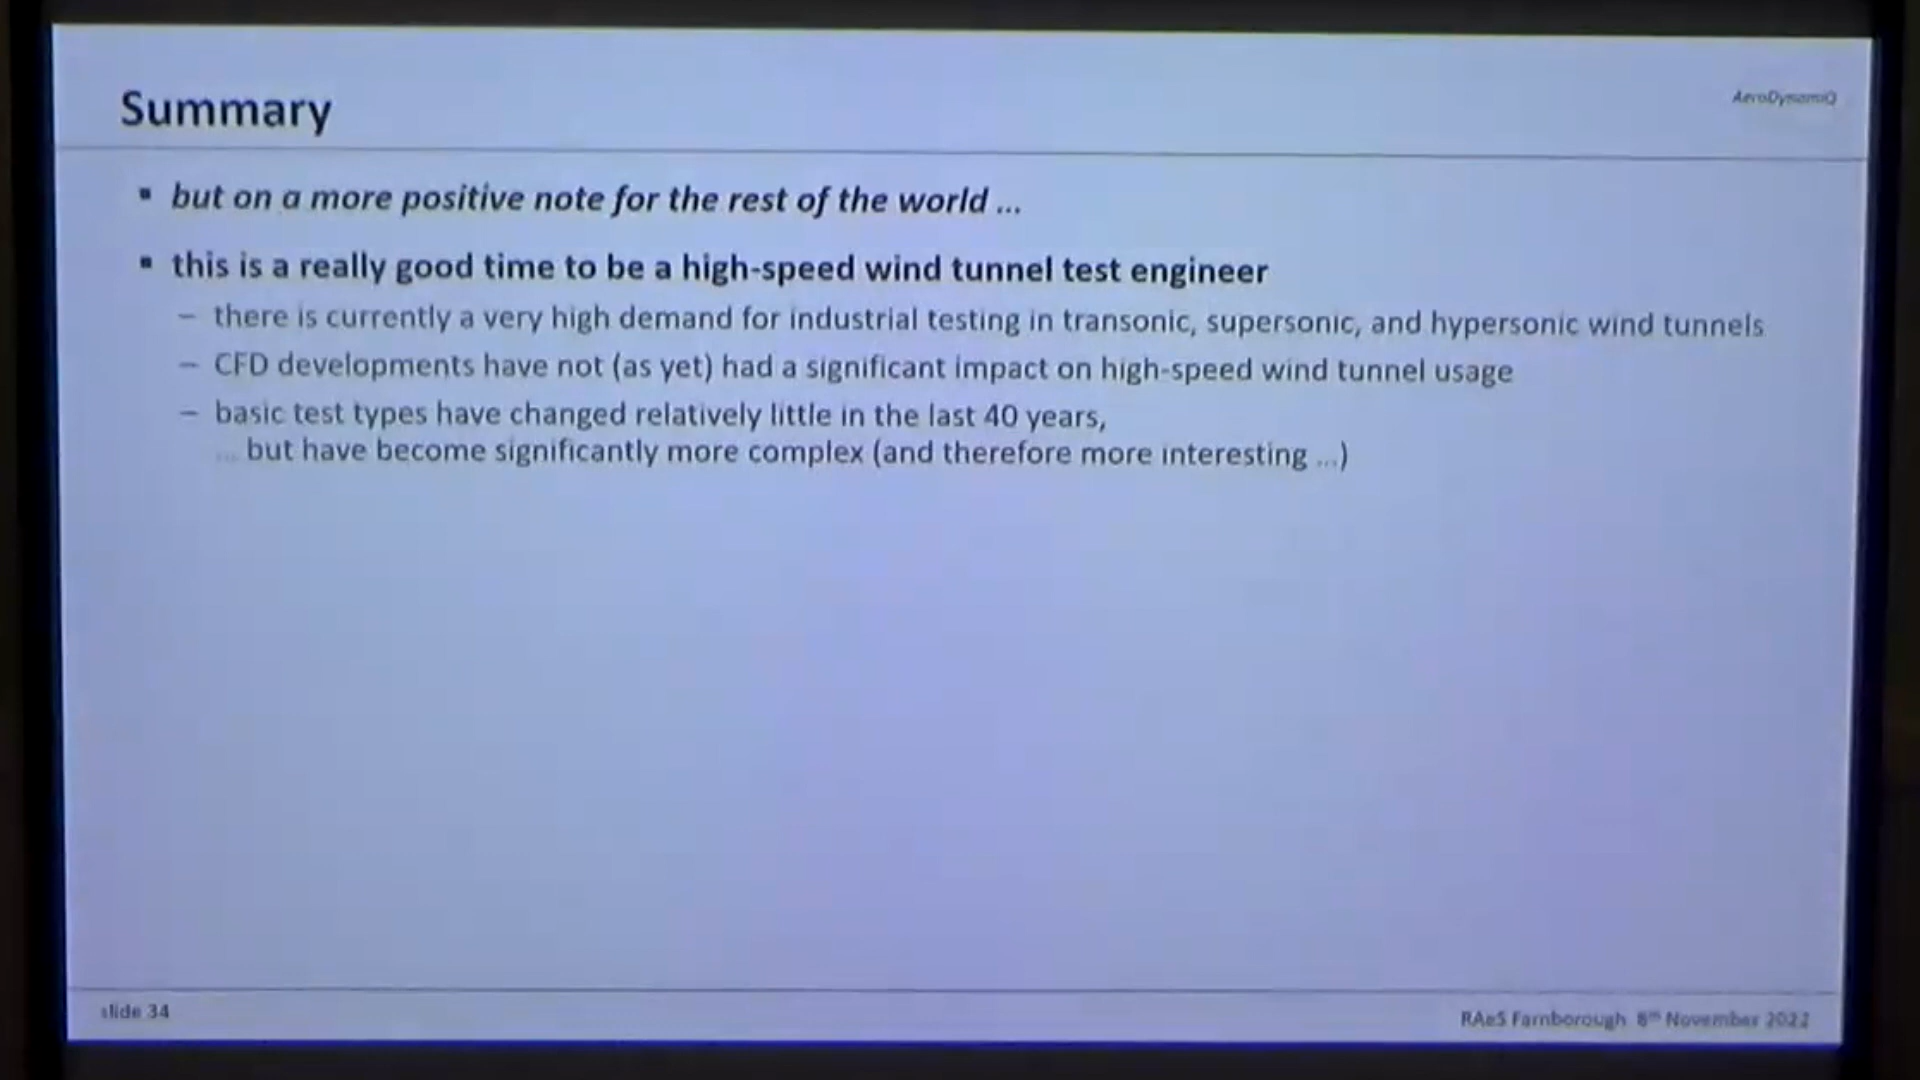 Summary
AeroDynamiQ
▪ but on a more positive note for the rest of the world ...
▪ this is a really good time to be a high-speed wind tunnel test engineer
– there is currently a very high demand for industrial testing in transonic, supersonic, and hypersonic wind tunnels
– CFD developments have not (as yet) had a significant impact on high-speed wind tunnel usage
– basic test types have changed relatively little in the last 40 years,
... but have become significantly more complex (and therefore more interesting ...)
slide 34
RAeS Farnborough 8th November 2022